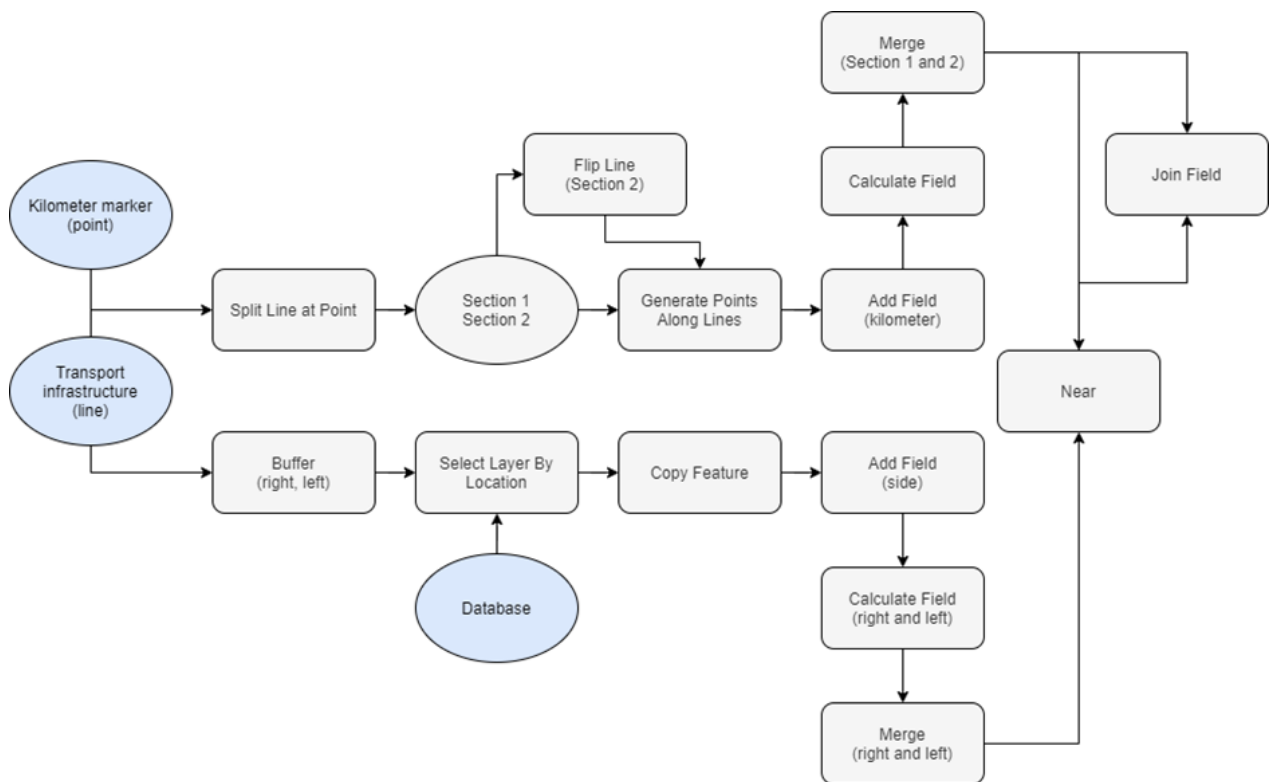 Merge
(Section 1 and 2)
Flip Line
(Section 2)
Calculate Field
Join Field
Kilometer marker
(point)
Split Line at Point
Section 1
Section 2
Generate Points
Along Lines
Add Field
(kilometer)
Transport
infrastructure
(line)
Near
Buffer
(right, left)
Select Layer By
Location
Copy Feature
Add Field
(side)
Database
Calculate Field
(right and left)
Merge
(right and left)